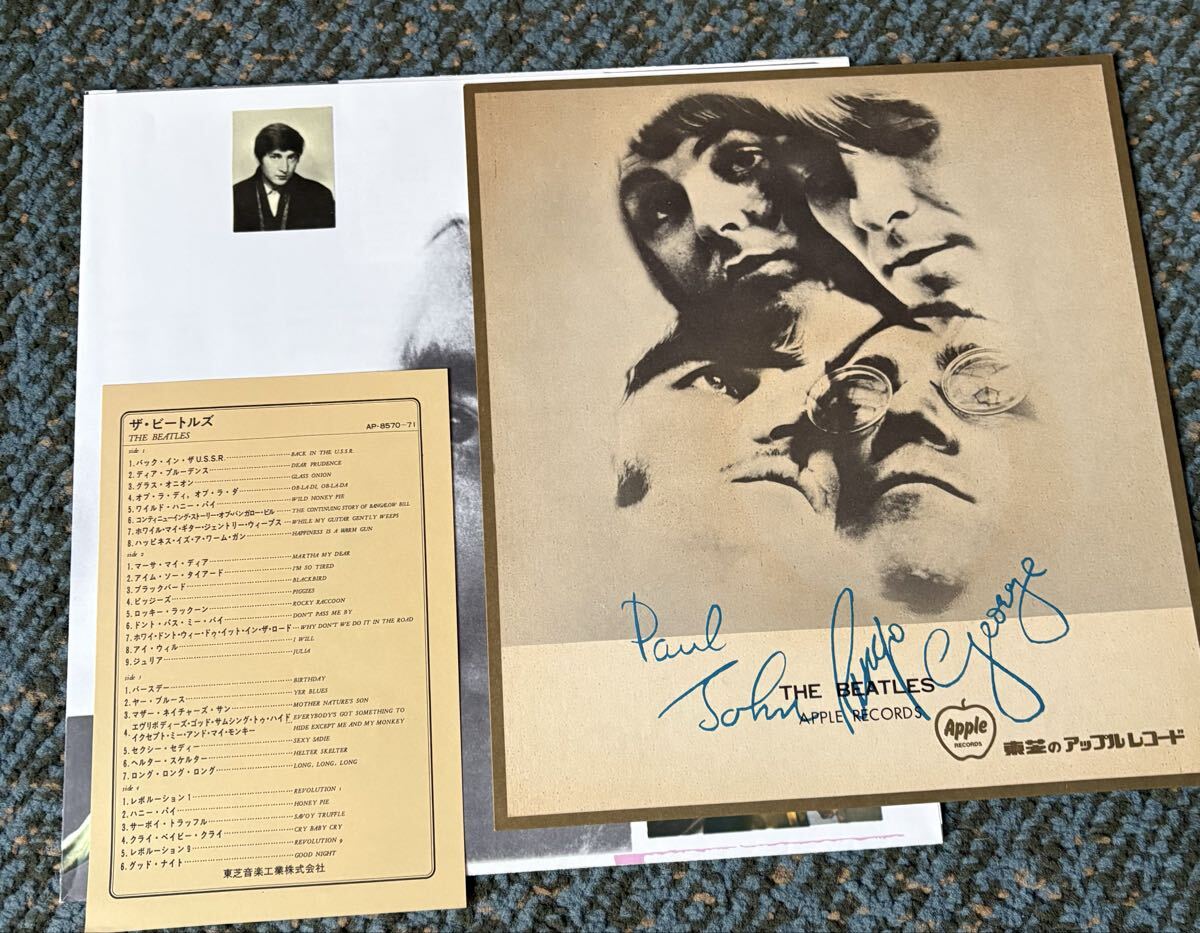 ザ・ビートルズ
THE BEATLES
AP-8570-71
side 1
1. バック・イン・ザ U.S.S.R. BACK IN THE U.S.S.R.
2. ディア・プルーデンス DEAR PRUDENCE
3. グラス・オニオン GLASS ONION
4. オブ・ラ・ディ, オブ・ラ・ダ OB-LA-DI, OB-LA-DA
5. ワイルド・ハニー・パイ WILD HONEY PIE
6. コンティニューイング・ストーリー・オブ・バンガロー・ビル THE CONTINUING STORY OF BANGALOW BILL
7. ホワイル・マイ・ギター・ジェントリー・ウィープス WHILE MY GUITAR GENTLY WEEPS
8. ハッピネス・イズ・ア・ワーム・ガン HAPPINESS IS A WARM GUN
side 2
1. マーサ・マイ・ディア MARTHA MY DEAR
2. アイム・ソー・タイアード I'M SO TIRED
3. ブラックバード BLACKBIRD
4. ピッギーズ PIGGIES
5. ロッキー・ラックーン ROCKY RACCOON
6. ドント・パス・ミー・バイ DON'T PASS ME BY
7. ホワイ・ドント・ウィー・ドゥ・イット・イン・ザ・ロード WHY DON'T WE DO IT IN THE ROAD
8. アイ・ウィル I WILL
9. ジュリア JULIA
side 3
1. バースデー BIRTHDAY
2. ヤー・ブルース YER BLUES
3. マザー・ネイチャーズ・サン MOTHER NATURE'S SON
4. エヴリボディーズ・ゴッド・サムシング・トゥ・ハイド EVERYBODY'S GOT SOMETHING TO
イクセプト・ミー・アンド・マイ・モンキー HIDE EXCEPT ME AND MY MONKEY
5. セクシー・セディー SEXY SADIE
6. ヘルター・スケルター HELTER SKELTER
7. ロング・ロング・ロング LONG, LONG, LONG
side 4
1. レボルーション 1 REVOLUTION 1
2. ハニー・パイ HONEY PIE
3. サーボイ・トラッフル SAVOY TRUFFLE
4. クライ・ベイビー・クライ CRY BABY CRY
5. レボルーション 9 REVOLUTION 9
6. グッド・ナイト GOOD NIGHT
東芝音楽工業株式会社
Paul
John Ringo George
THE BEATLES
APPLE RECORDS
Apple
RECORDS
東芝のアップルレコード